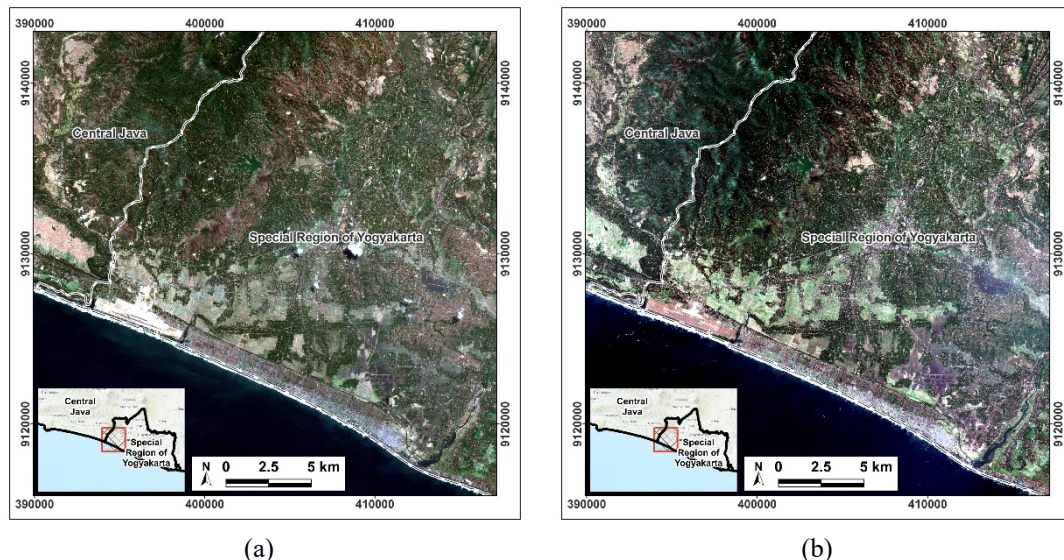 390000 400000 410000
9140000 9140000
Central Java
Special Region of Yogyakarta
9130000 9130000
9120000 9120000
Central
Java
Special
Region of
Yogyakarta
N
0 2.5 5 km
390000 400000 410000
(a)
390000 400000 410000
9140000 9140000
Central Java
Special Region of Yogyakarta
9130000 9130000
9120000 9120000
Central
Java
Special
Region of
Yogyakarta
N
0 2.5 5 km
390000 400000 410000
(b)